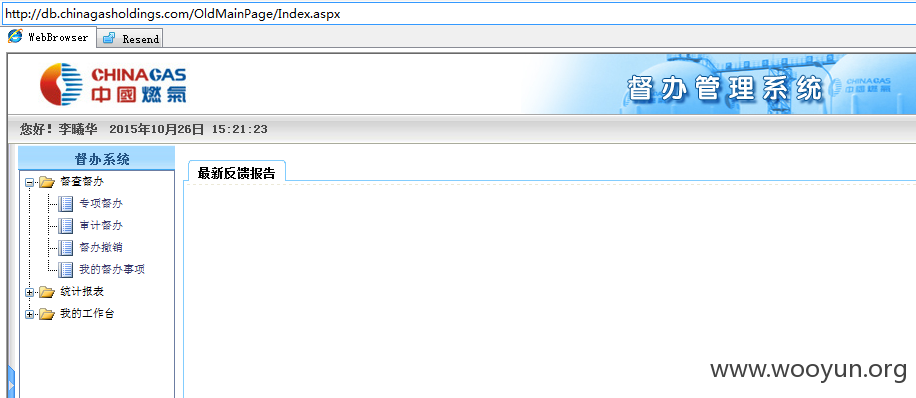 http://db.chinagasholdings.com/OldMainPage/Index.aspx
WebBrowser Resend
CHINAGAS
中國燃氣
督办管理系统
CHINAGAS
中國燃氣
您好！李曦华 2015年10月26日 15:21:23
督办系统
最新反馈报告
督查督办
专项督办
审计督办
督办撤销
我的督办事项
统计报表
我的工作台
www.wooyun.org